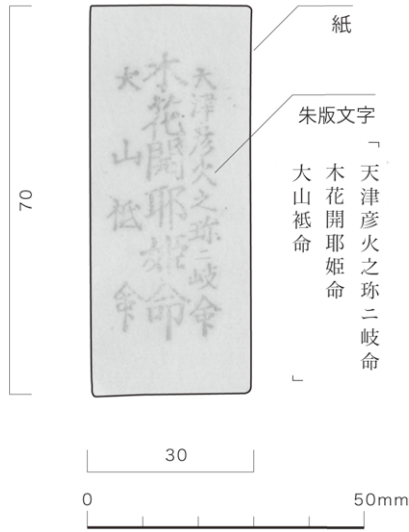 紙
朱版文字
「天津彦火之珎ニ岐命
木花開耶姫命
大山祗命」
天津彦火之珎ニ岐命
木花開耶姫命
大山祗命
70
30
0
50mm